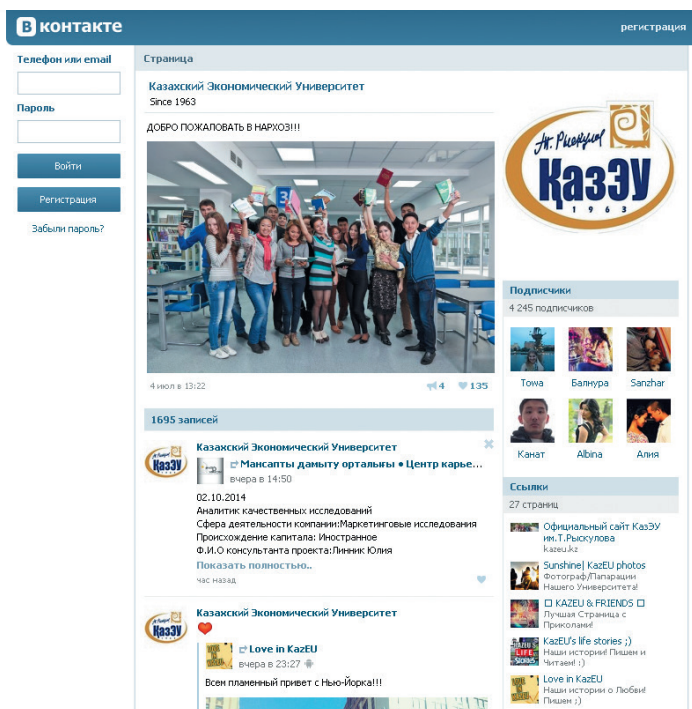 В контакте
регистрация
Телефон или email
Пароль
Войти
Регистрация
Забыли пароль?
Страница
Казахский Экономический Университет
Since 1963
ДОБРО ПОЖАЛОВАТЬ В НАРХОЗ!!!
4 июл в 13:22
4
135
1695 записей
Казахский Экономический Университет
Мансапты дамыту орталығы ● Центр карье...
вчера в 14:50
02.10.2014
Аналитик качественных исследований
Сфера деятельности компании:Маркетинговые исследования
Происхождение капитала: Иностранное
Ф.И.О консультанта проекта:Линник Юлия
Показать полностью..
час назад
Казахский Экономический Университет
Love in KazEU
вчера в 23:27
Всем пламенный привет с Нью-Йорка!!!
Ж. Рысқұлов
ҚазЭУ
1963
Подписчики
4 245 подписчиков
Towa
Балнура
Sanzhar
Канат
Albina
Алия
Ссылки
27 страниц
Официальный сайт КазЭУ
им.Т.Рыскулова
kazeu.kz
Sunshine| KazEU photos
Фотограф/Папарации
Нашего Университета!
□ KAZEU & FRIENDS □
Лучшая Страница с
Приколами!
KazEU's life stories ;)
Наши истории! Пишем и
Читаем! :)
Love in KazEU
Наши истории о Любви!
Пишем ;)